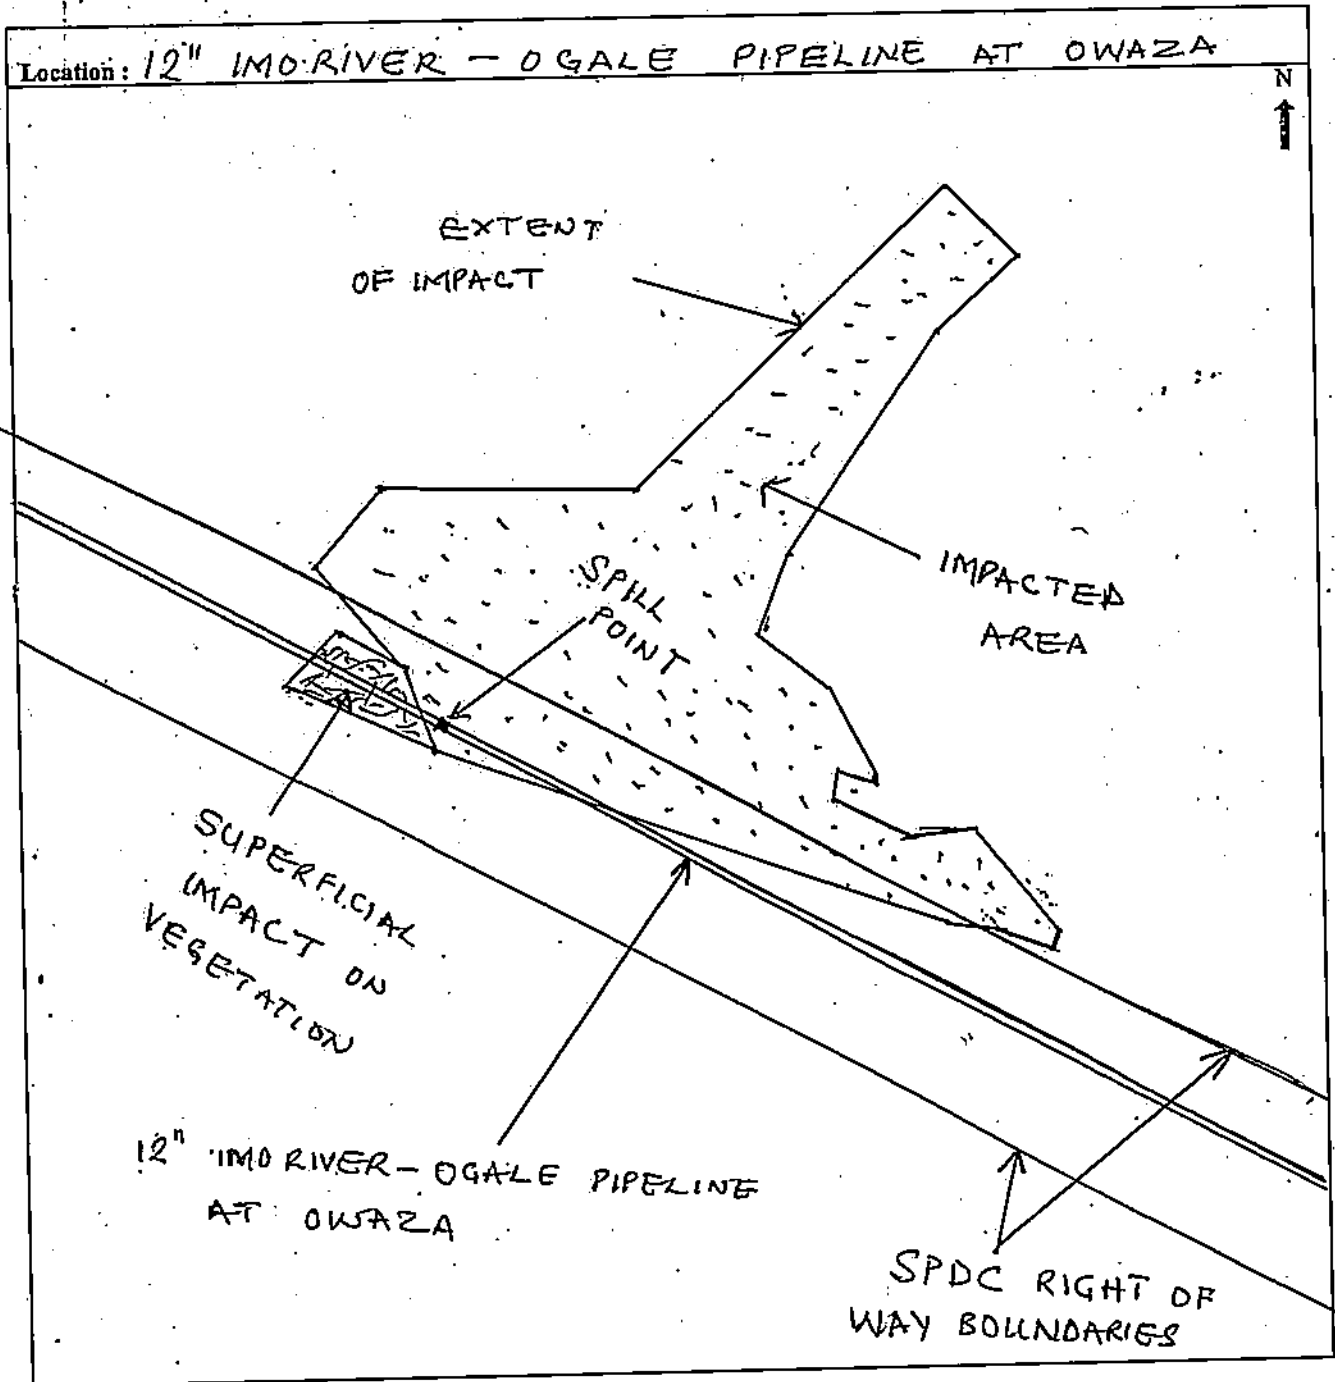 Location : 12" IMO RIVER - OGALE PIPELINE AT OWAZA
N
EXTENT
OF IMPACT
SPILL
POINT
IMPACTED
AREA
SUPERFICIAL
IMPACT ON
VEGETATION
12" IMO RIVER - OGALE PIPELINE
AT OWAZA
SPDC RIGHT OF
WAY BOUNDARIES